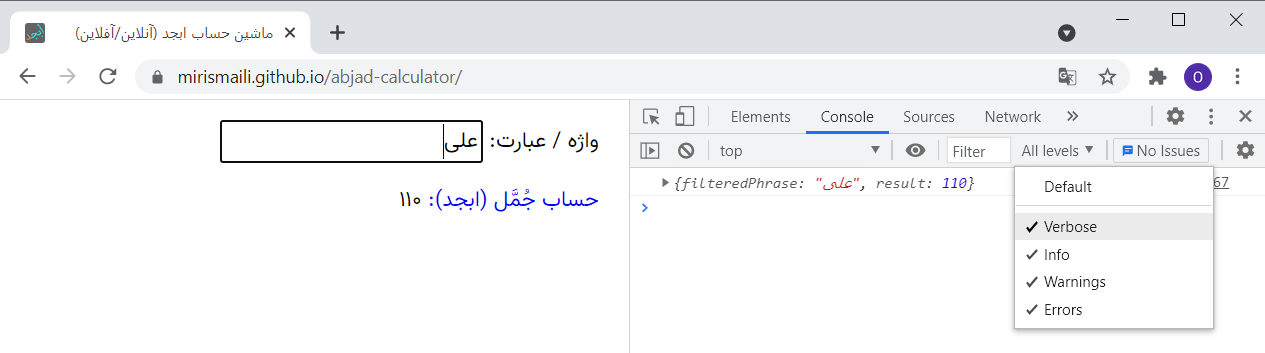 ماشین حساب ابجد (آنلاین/آفلاین)
mirismaili.github.io/abjad-calculator/
O
واژه / عبارت: علی
حساب جُمَّل (ابجد): ۱۱۰
Elements Console Sources Network
top Filter All levels No Issues
{filteredPhrase: "علی", result: 110} 67
Default
Verbose
Info
Warnings
Errors